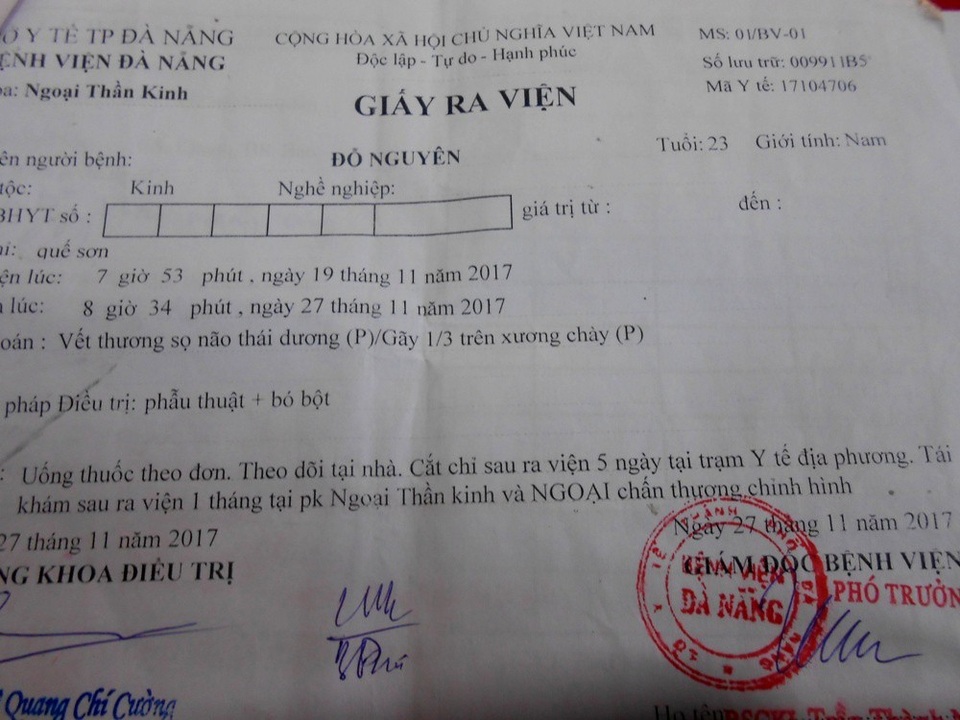 Ở Y TẾ TP ĐÀ NẴNG
CỘNG HÒA XÃ HỘI CHỦ NGHĨA VIỆT NAM
MS: 01/BV-01
ỆNH VIỆN ĐÀ NẴNG
Độc lập - Tự do - Hạnh phúc
Số lưu trữ: 009911B5
oa: Ngoại Thần Kinh
Mã Y tế: 17104706
GIẤY RA VIỆN
ên người bệnh: ĐỖ NGUYÊN
Tuổi: 23 Giới tính: Nam
tộc: Kinh Nghề nghiệp:
BHYT số : giá trị từ : đến :
hỉ: quế sơn
iện lúc: 7 giờ 53 phút , ngày 19 tháng 11 năm 2017
n lúc: 8 giờ 34 phút , ngày 27 tháng 11 năm 2017
oán : Vết thương sọ não thái dương (P)/Gãy 1/3 trên xương chày (P)
pháp Điều trị: phẫu thuật + bó bột
: Uống thuốc theo đơn. Theo dõi tại nhà. Cắt chỉ sau ra viện 5 ngày tại trạm Y tế địa phương. Tái
khám sau ra viện 1 tháng tại pk Ngoại Thần kinh và NGOẠI chấn thương chỉnh hình
27 tháng 11 năm 2017
Ngày 27 tháng 11 năm 2017
NG KHOA ĐIỀU TRỊ
GIÁM ĐỐC BỆNH VIỆN
BỆNH VIỆN
ĐÀ NẴNG
PHÓ TRƯỞN
Quang Chí Cường
Họ tên